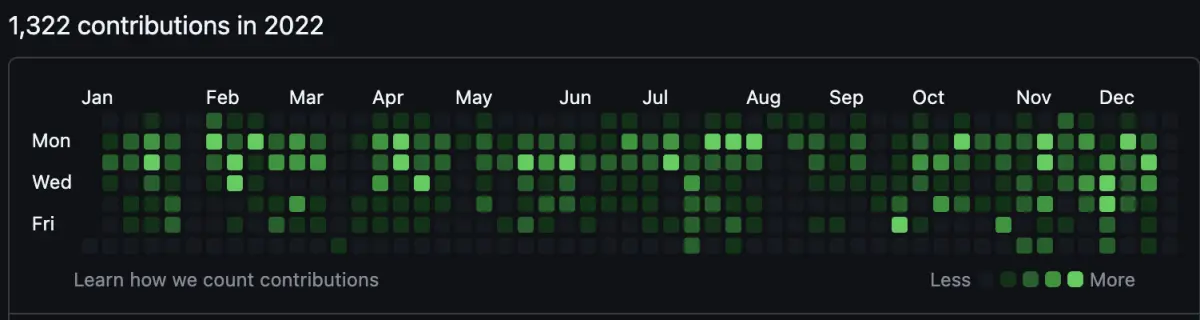 1,322 contributions in 2022
Jan Feb Mar Apr May Jun Jul Aug Sep Oct Nov Dec
Mon
Wed
Fri
Learn how we count contributions
Less More